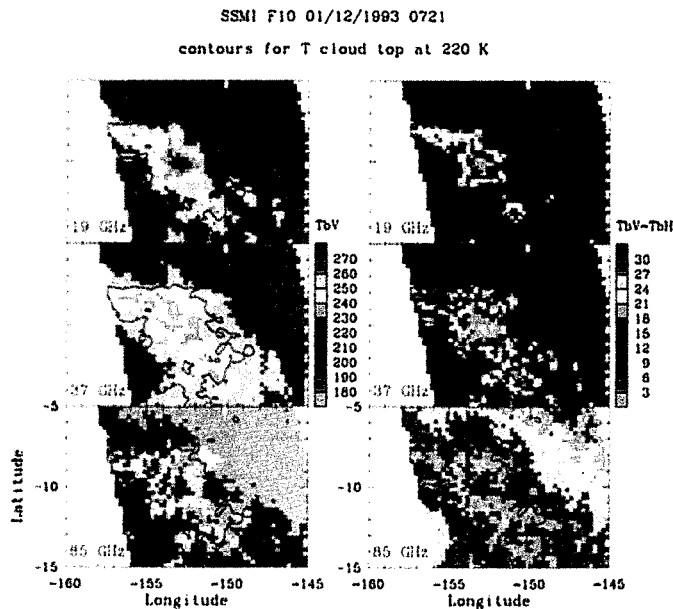 SSMI F10 01/12/1993 0721
contours for T cloud top at 220 K
19 GHz
TbV
19 GHz
TbV-TbH
270
260
250
240
230
220
210
200
190
180
30
27
24
21
18
15
12
9
6
3
37 GHz
37 GHz
-5
-10
-15
Latitude
85 GHz
85 GHz
-160
-155
-150
-145
-160
-155
-150
-145
Longitude
Longitude